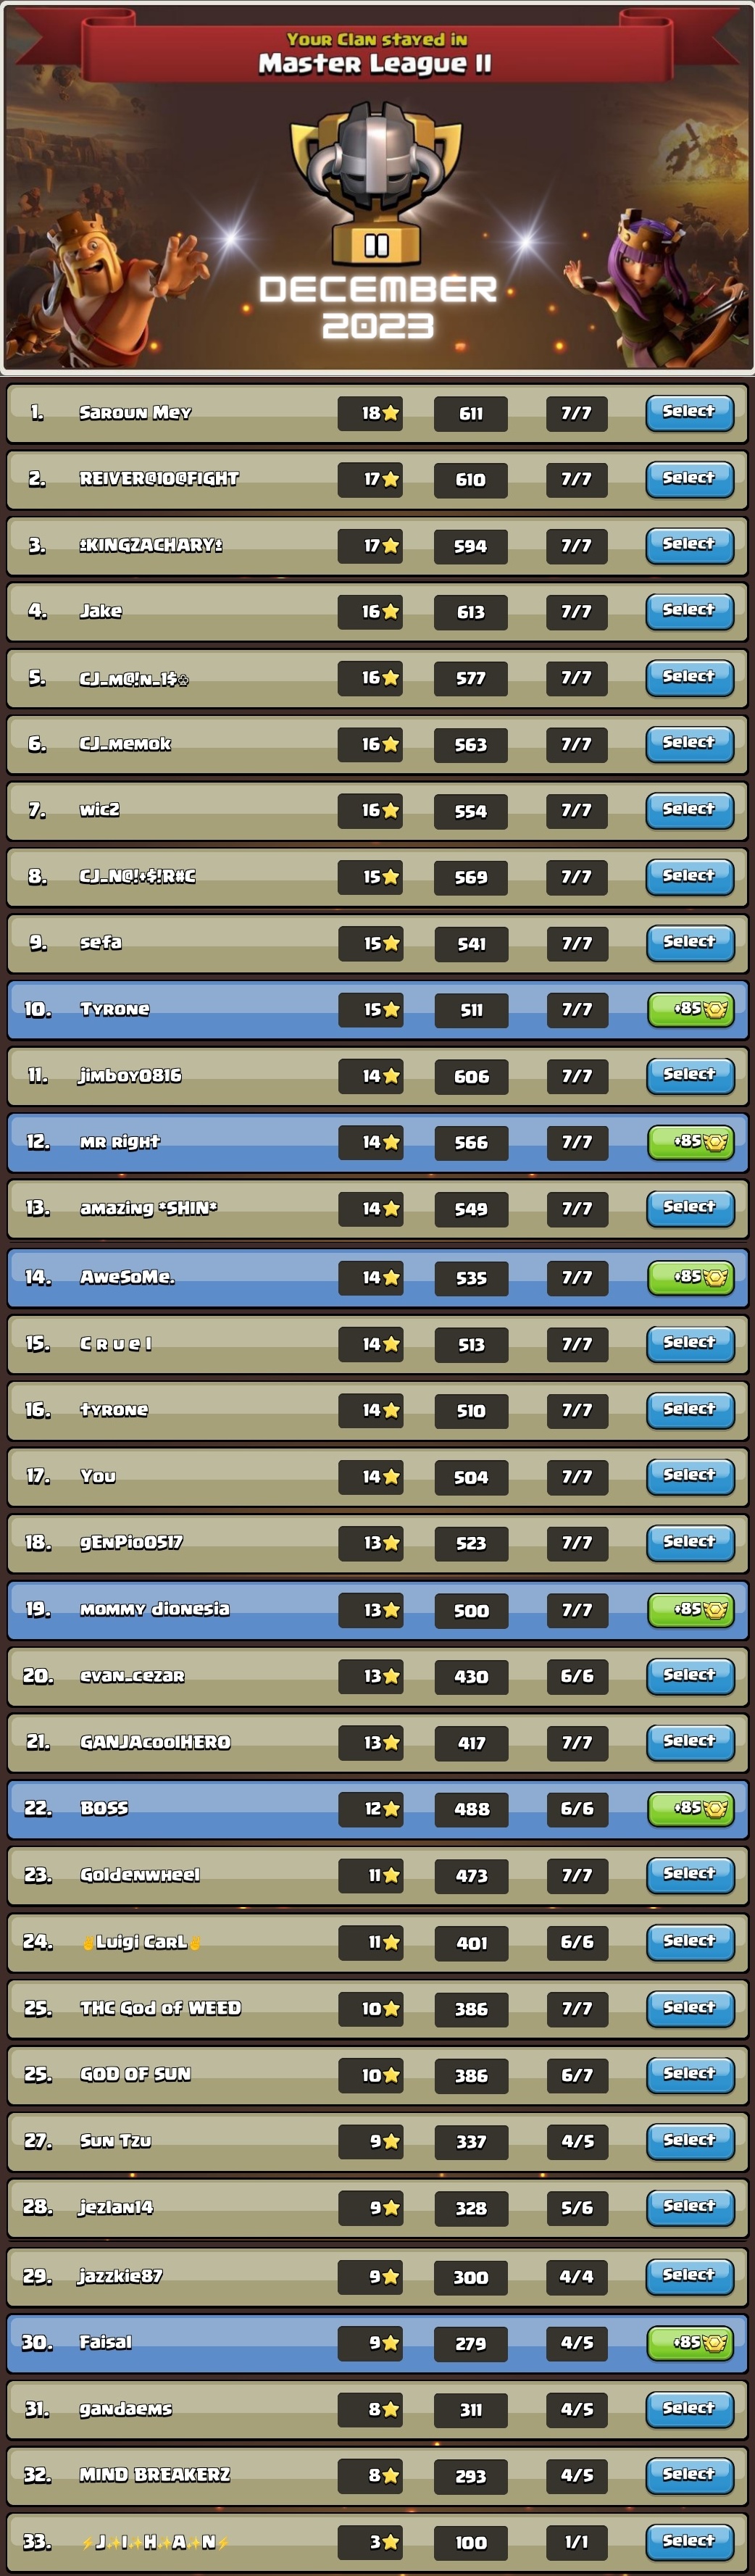 Your Clan stayed in
Master League II
II
DECEMBER
2023
1. Saroun Mey 18 611 7/7 Select
2. REIVER@10@FIGHT 17 610 7/7 Select
3. 17 594 7/7 Select
4. Jake 16 613 7/7 Select
5. CJ_m@!n_1$♧ 16 577 7/7 Select
6. CJ_memok 16 563 7/7 Select
7. wic2 16 554 7/7 Select
8. CJ_N@!+$!R#C 15 569 7/7 Select
9. sefa 15 541 7/7 Select
10. Tyrone 15 511 7/7 +85
11. jimboy0816 14 606 7/7 Select
12. MR Right 14 566 7/7 +85
13. amazing *SHIN* 14 549 7/7 Select
14. AweSoMe. 14 535 7/7 +85
15. C r u e l 14 513 7/7 Select
16. tyrone 14 510 7/7 Select
17. You 14 504 7/7 Select
18. gEnPio0517 13 523 7/7 Select
19. mommy dionesia 13 500 7/7 +85
20. evan_cezar 13 430 6/6 Select
21. GANJAcoolHERO 13 417 7/7 Select
22. BOSS 12 488 6/6 +85
23. Goldenwheel 11 473 7/7 Select
24. ✌Luigi CarL✌ 11 401 6/6 Select
25. THC God of WEED 10 386 7/7 Select
25. GOD OF SUN 10 386 6/7 Select
27. Sun Tzu 9 337 4/5 Select
28. jezlan14 9 328 5/6 Select
29. jazzkie87 9 300 4/4 Select
30. Faisal 9 279 4/5 +85
31. gandaems 8 311 4/5 Select
32. MIND BREAKERZ 8 293 4/5 Select
33. ⚡J✨I✨H✨A✨N⚡ 3 100 1/1 Select